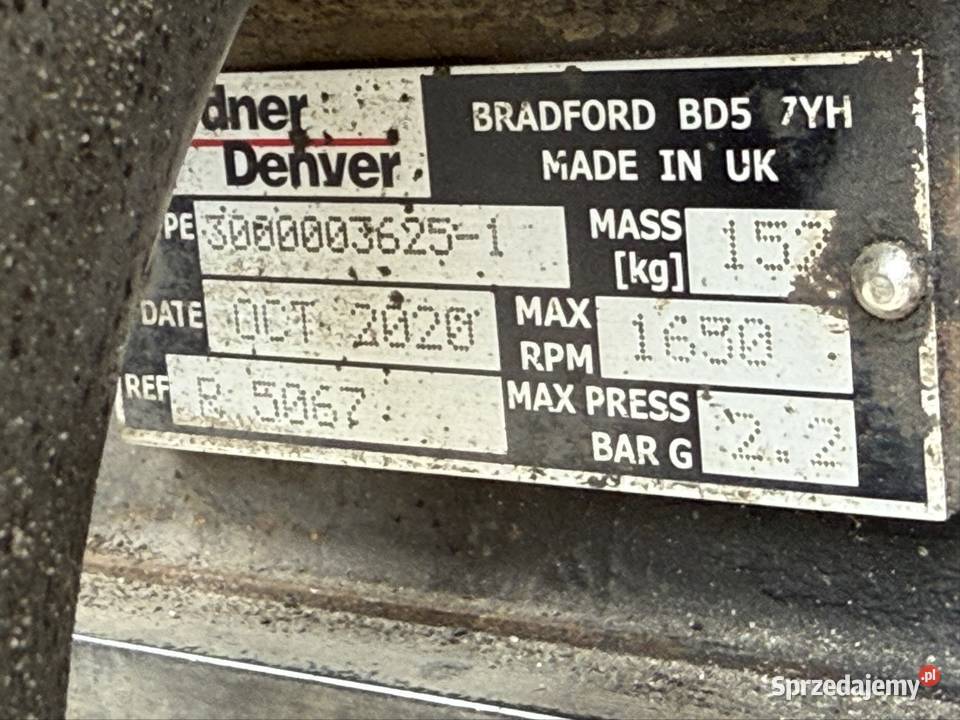 dner
Denver
BRADFORD BD5 7YH
MADE IN UK
PE 3000003625-1
MASS [kg] 157
DATE OCT 2020
MAX RPM 1650
REF R 5067
MAX PRESS BAR G 2.2
Sprzedajemy.pl